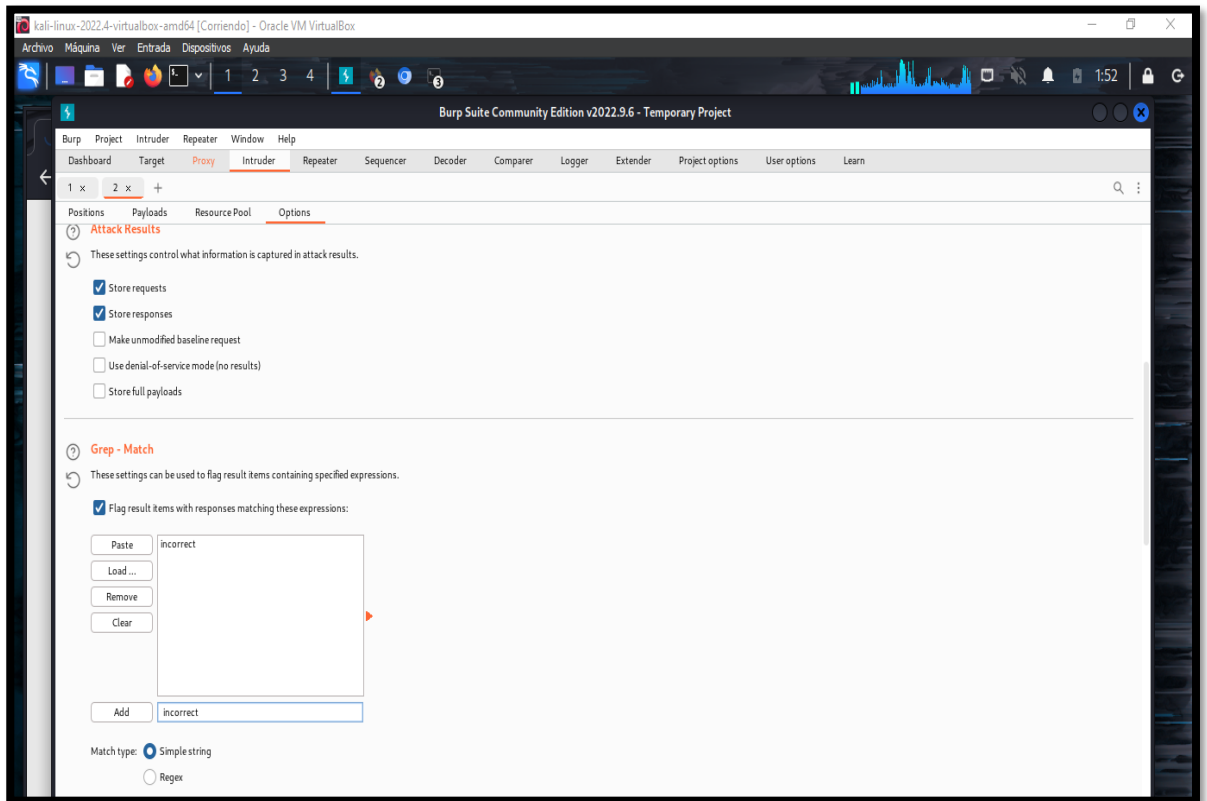 kali-linux-2022.4-virtualbox-amd64 [Corriendo] - Oracle VM VirtualBox
Archivo Máquina Ver Entrada Dispositivos Ayuda
1 2 3 4 2 3 1:52
Burp Suite Community Edition v2022.9.6 - Temporary Project
Burp Project Intruder Repeater Window Help
Dashboard Target Proxy Intruder Repeater Sequencer Decoder Comparer Logger Extender Project options User options Learn
1 x 2 x +
Positions Payloads Resource Pool Options
Attack Results
These settings control what information is captured in attack results.
Store requests
Store responses
Make unmodified baseline request
Use denial-of-service mode (no results)
Store full payloads
Grep - Match
These settings can be used to flag result items containing specified expressions.
Flag result items with responses matching these expressions:
Paste incorrect
Load ...
Remove
Clear
Add incorrect
Match type: Simple string
Regex